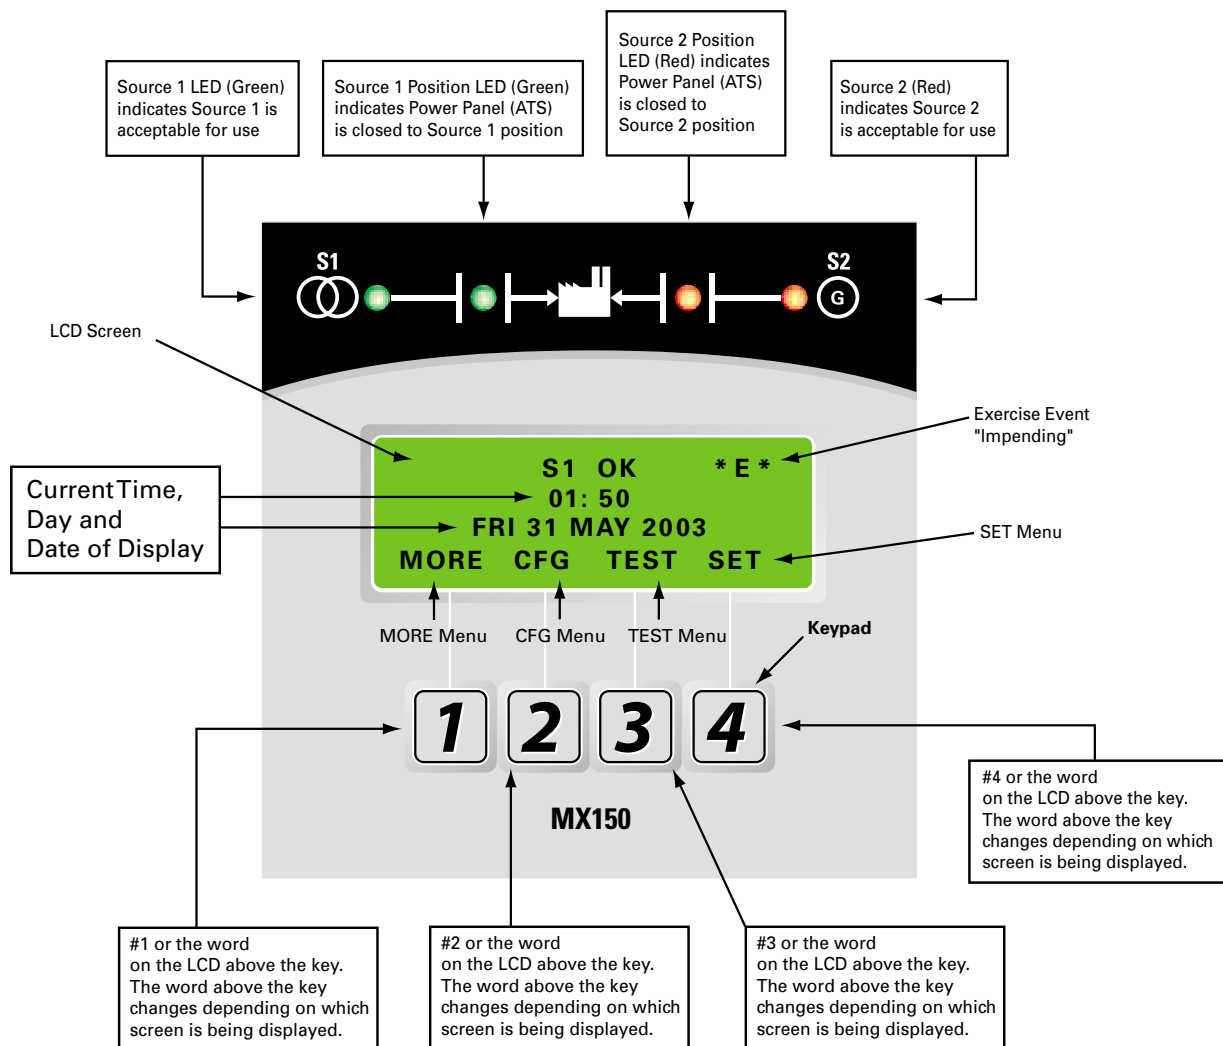 Source 1 LED (Green)
indicates Source 1 is
acceptable for use
Source 1 Position LED (Green)
indicates Power Panel (ATS)
is closed to Source 1 position
Source 2 Position
LED (Red) indicates
Power Panel (ATS)
is closed to
Source 2 position
Source 2 (Red)
indicates Source 2
is acceptable for use
S1
S2
G
LCD Screen
Exercise Event
"Impending"
S1 OK *E*
01:50
FRI 31 MAY 2003
MORE CFG TEST SET
Current Time,
Day and
Date of Display
SET Menu
MORE Menu
CFG Menu
TEST Menu
Keypad
1
2
3
4
MX150
#4 or the word
on the LCD above the key.
The word above the key
changes depending on which
screen is being displayed.
#1 or the word
on the LCD above the key.
The word above the key
changes depending on which
screen is being displayed.
#2 or the word
on the LCD above the key.
The word above the key
changes depending on which
screen is being displayed.
#3 or the word
on the LCD above the key.
The word above the key
changes depending on which
screen is being displayed.